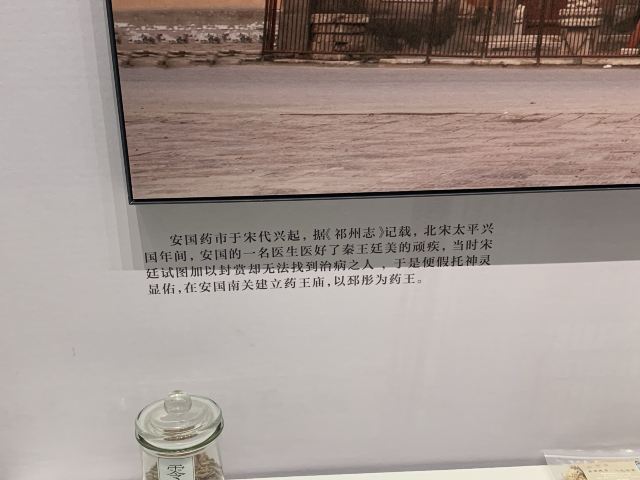 安国药市于宋代兴起，据《祁州志》记载，北宋太平兴
国年间，安国的一名医生医好了秦王廷美的顽疾，当时宋
廷试图加以封赏却无法找到治病之人，于是便假托神灵
显佑，在安国南关建立药王庙，以邳彤为药王。
零